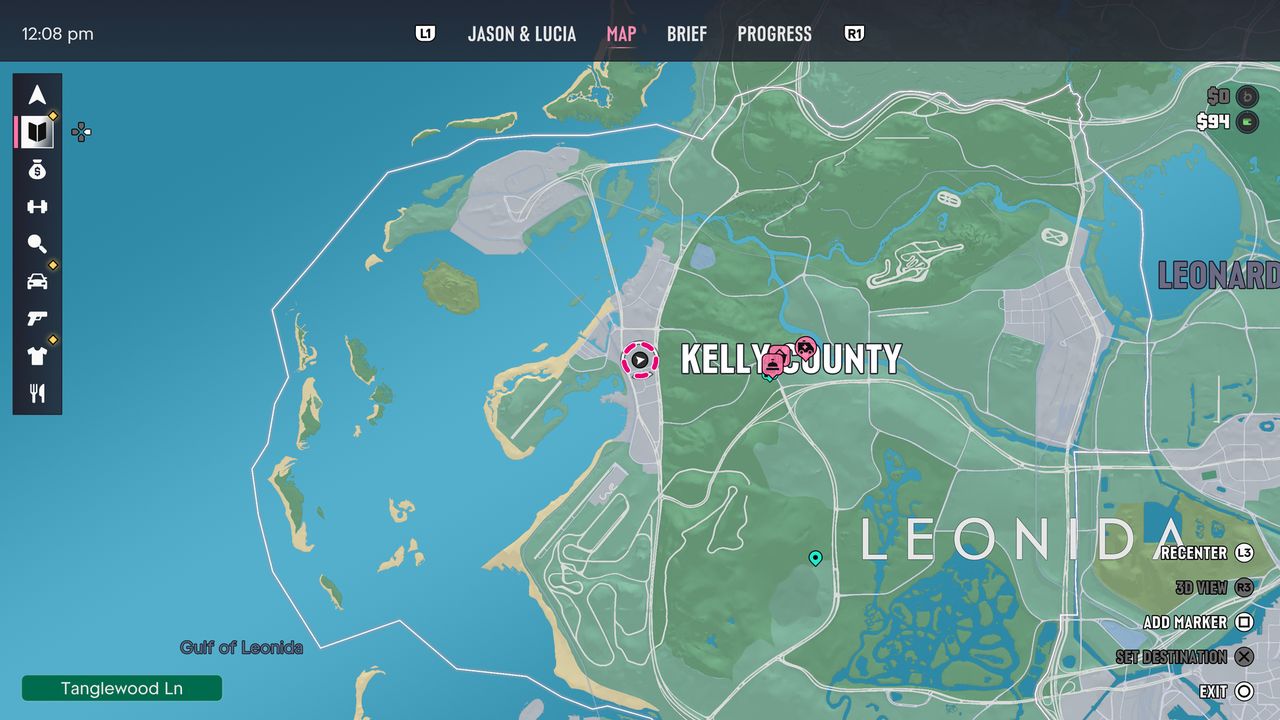 12:08 pm
L1 JASON & LUCIA MAP BRIEF PROGRESS R1
$0
$94
LEONARD
KELLY COUNTY
LEONIDA
RECENTER L3
3D VIEW R3
ADD MARKER
SET DESTINATION
EXIT
Gulf of Leonida
Tanglewood Ln